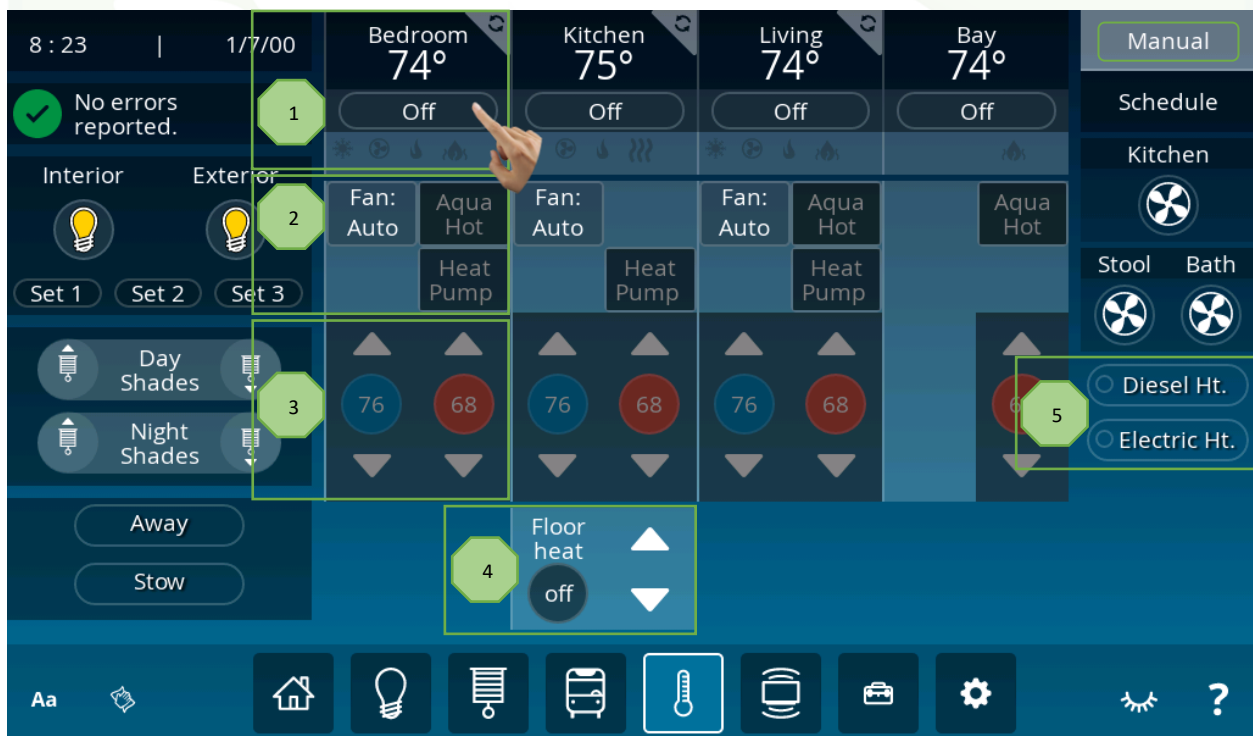 8 : 23 | 1/7/00
No errors
reported.
Interior Exterior
Set 1 Set 2 Set 3
Day
Shades
Night
Shades
Away
Stow
Bedroom
74°
Off
1
Fan:
Auto
Aqua
Hot
Heat
Pump
2
76 68
3
Kitchen
75°
Off
Fan:
Auto
Heat
Pump
76 68
Floor
heat
off
4
Living
74°
Off
Fan:
Auto
Aqua
Hot
Heat
Pump
76 68
Bay
74°
Off
Aqua
Hot
Manual
Schedule
Kitchen
Stool Bath
5
Diesel Ht.
Electric Ht.
Aa ?